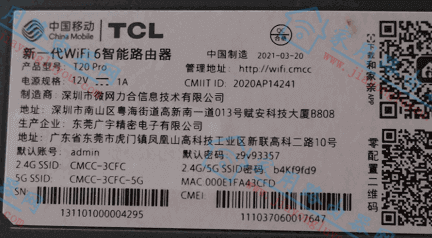 中国移动 China Mobile TCL
新一代WiFi 6智能路由器
中国制造 2021-03-20
产品型号: T20 Pro
管理地址: http://wifi.cmcc
电源规格: 12V 1A
CMIIT ID: 2020AP14241
制造商: 深圳市微网力合信息技术有限公司
地址: 深圳市南山区粤海街道高新南一道013号赋安科技大厦B808
生产企业: 东莞广宇精密电子有限公司
地址: 广东省东莞市虎门镇凤凰山高科技工业区新联高科二路10号
默认账号: admin
默认密码: z9v93357
2.4G SSID: CMCC-3CFC
2.4G/5G SSID密码: b4Kf9fd9
5G SSID: CMCC-3CFC-5G
MAC 000E1FA43CFD
SN:
CMEI:
131101000004295
111037060017647
下载和家亲APP
零配置二维码